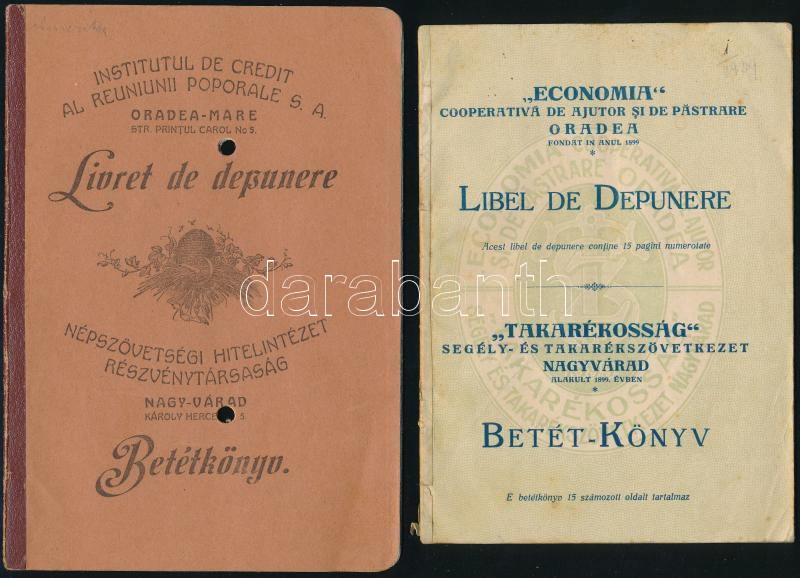 INSTITUTUL DE CREDIT
AL REUNIUNII POPORALE S. A.
ORADEA-MARE
STR. PRINŢUL CAROL No 5.
Livret de depunere
NÉPSZÖVETSÉGI HITELINTÉZET
RÉSZVÉNYTÁRSASÁG
NAGY-VÁRAD
KÁROLY 5.
Betétkönyv.
„ECONOMIA“
COOPERATIVĂ DE AJUTOR ŞI DE PĂSTRARE
ORADEA
FONDAT IN ANUL 1899
*
LIBEL DE DEPUNERE
Acest libel de depunere conţine 15 pagini numerotate
„TAKARÉKOSSÁG“
SEGÉLY- ÉS TAKARÉKSZÖVETKEZET
NAGYVÁRAD
ALAKULT 1899. ÉVBEN
*
BETÉT-KÖNYV
E betétkönyv 15 számozott oldalt tartalmaz
darabanth